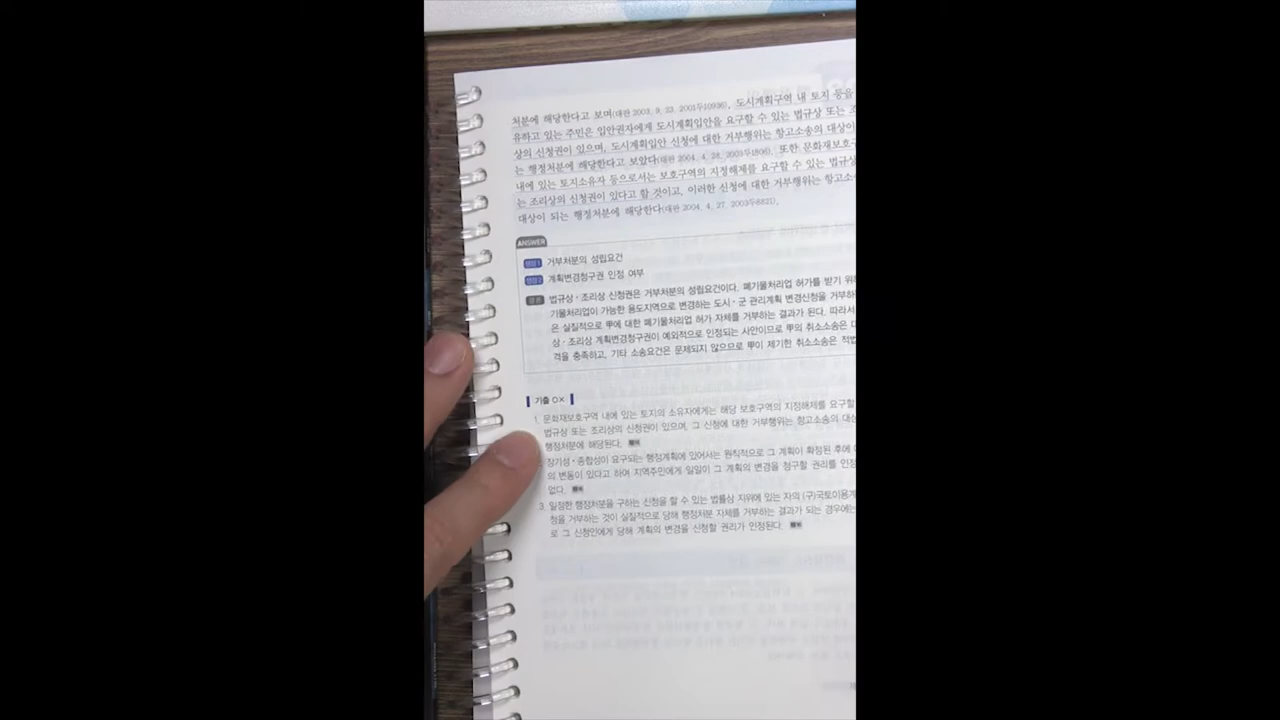 처분에 해당한다고 보며(대판 2003. 9. 23. 2001두10936), 도시계획구역 내 토지 등을
유하고 있는 주민은 입안권자에게 도시계획입안을 요구할 수 있는 법규상 또는 조
상의 신청권이 있으며, 도시계획입안 신청에 대한 거부행위는 항고소송의 대상이
는 행정처분에 해당한다고 보았다(대판 2004. 4. 28. 2003두1806). 또한 문화재보호구
내에 있는 토지소유자 등으로서는 보호구역의 지정해제를 요구할 수 있는 법규상
는 조리상의 신청권이 있다고 할 것이고, 이러한 신청에 대한 거부행위는 항고소
대상이 되는 행정처분에 해당한다(대판 2004. 4. 27. 2003두8821).
ANSWER
쟁점1 거부처분의 성립요건
쟁점2 계획변경청구권 인정 여부
결론 법규상·조리상 신청권은 거부처분의 성립요건이다. 폐기물처리업 허가를 받기 위해
기물처리업이 가능한 용도지역으로 변경하는 도시·군 관리계획 변경신청을 거부하
은 실질적으로 甲에 대한 폐기물처리업 허가 자체를 거부하는 결과가 된다. 따라서
상·조리상 계획변경청구권이 예외적으로 인정되는 사안이므로 甲의 취소소송은 대
격을 충족하고, 기타 소송요건은 문제되지 않으므로 甲이 제기한 취소소송은 적법
기출 OX
1. 문화재보호구역 내에 있는 토지의 소유자에게는 해당 보호구역의 지정해제를 요구할
법규상 또는 조리상의 신청권이 있으며, 그 신청에 대한 거부행위는 항고소송의 대상
행정처분에 해당된다.
장기성·종합성이 요구되는 행정계획에 있어서는 원칙적으로 그 계획이 확정된 후에
의 변동이 있다고 하여 지역주민에게 일일이 그 계획의 변경을 청구할 권리를 인정
없다.
3. 일정한 행정처분을 구하는 신청을 할 수 있는 법률상 지위에 있는 자의 (구)국토이용계
청을 거부하는 것이 실질적으로 당해 행정처분 자체를 거부하는 결과가 되는 경우에는
로 그 신청인에게 당해 계획의 변경을 신청할 권리가 인정된다.